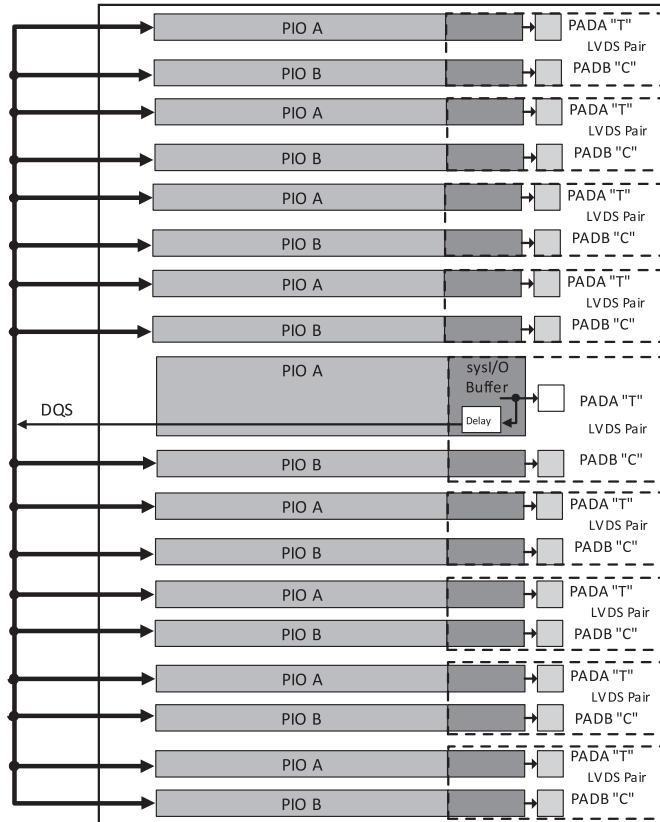 PIO A
PADA "T"
LVDS Pair
PIO B
PADB "C"
PIO A
PADA "T"
LVDS Pair
PIO B
PADB "C"
PIO A
PADA "T"
LVDS Pair
PIO B
PADB "C"
PIO A
PADA "T"
LVDS Pair
PIO B
PADB "C"
PIO A
sysI/O
Buffer
PADA "T"
DQS
Delay
LVDS Pair
PIO B
PADB "C"
PIO A
PADA "T"
LVDS Pair
PIO B
PADB "C"
PIO A
PADA "T"
LVDS Pair
PIO B
PADB "C"
PIO A
PADA "T"
LVDS Pair
PIO B
PADB "C"
PIO A
PADA "T"
LVDS Pair
PIO B
PADB "C"